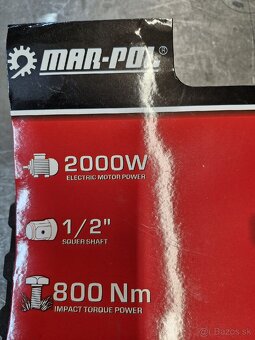 MAR-POL®
2000W
ELECTRIC MOTOR POWER
1/2"
SQUER SHAFT
800 Nm
IMPACT TORQUE POWER
© bazos.sk